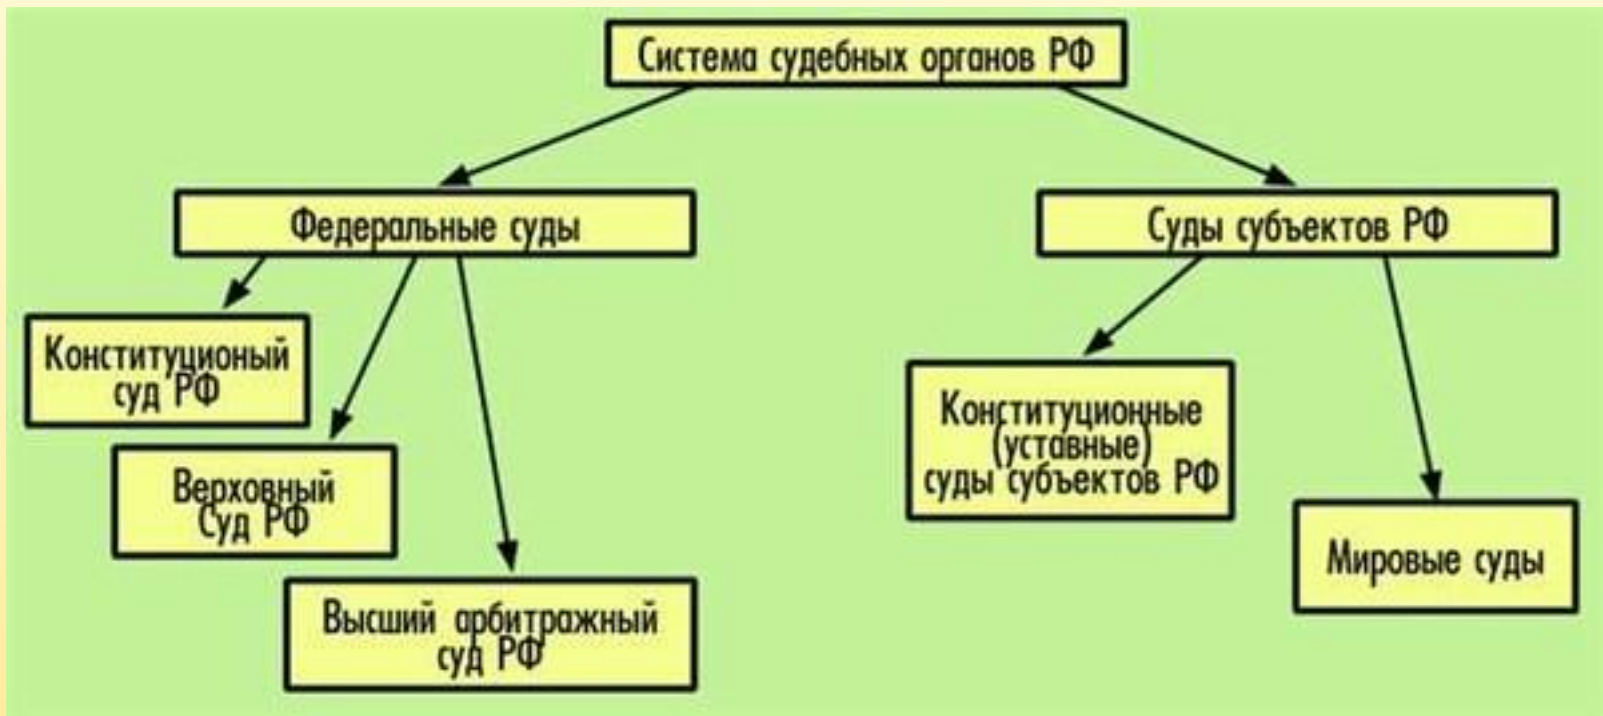 Система судебных органов РФ
Федеральные суды
Суды субъектов РФ
Конституционый
суд РФ
Верховный
Суд РФ
Высший арбитражный
суд РФ
Конституционные
(уставные)
суды субъектов РФ
Мировые суды